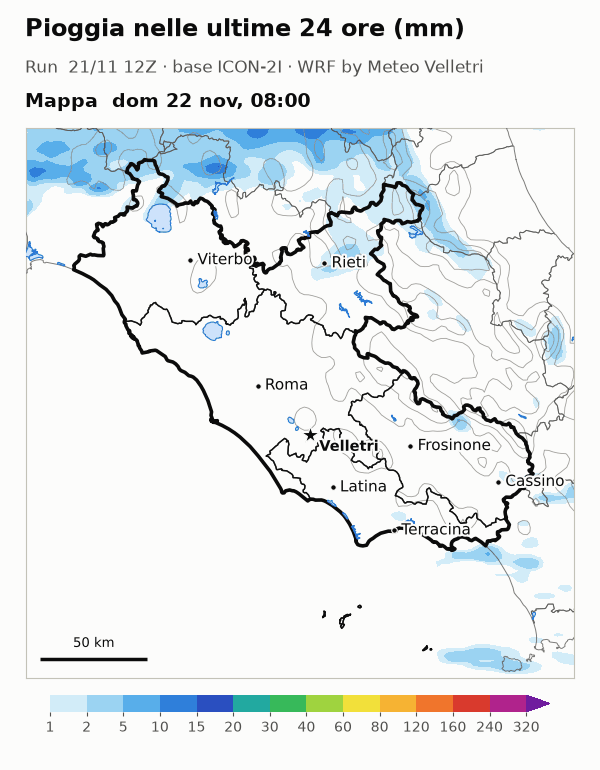 Pioggia nelle ultime 24 ore (mm)
Run  21/11 12Z · base ICON-2I · WRF by Meteo Velletri
Mappa  dom 22 nov, 08:00
Viterbo
Rieti
Roma
Velletri
Frosinone
Latina
Cassino
Terracina
50 km
1 2 5 10 15 20 30 40 60 80 120 160 240 320